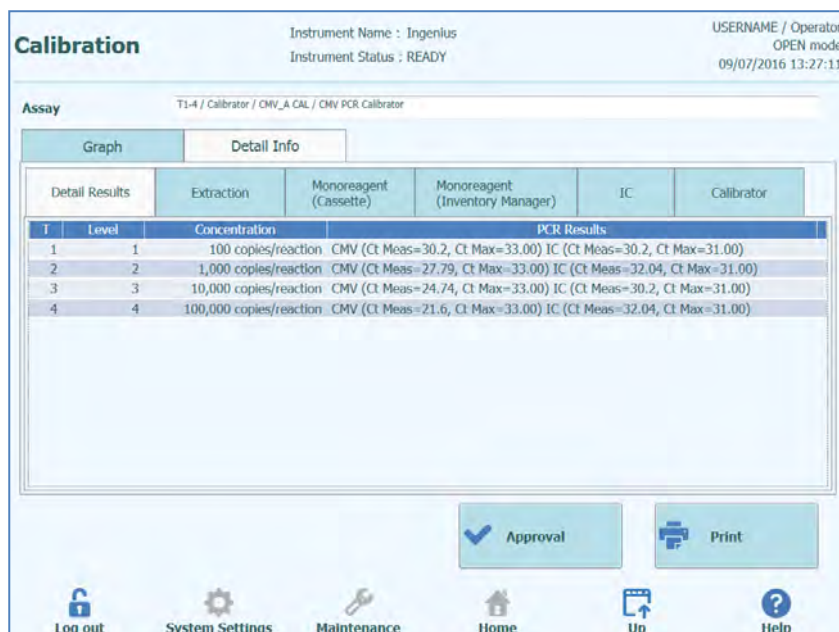 Calibration
Instrument Name : Ingenius
Instrument Status : READY
USERNAME / Operator
OPEN mode
09/07/2016 13:27:11
Assay
T1-4 / Calibrator / CMV_A CAL / CMV PCR Calibrator
Graph Detail Info
Detail Results Extraction Monoreagent (Cassette) Monoreagent (Inventory Manager) IC Calibrator
T Level Concentration PCR Results
1 1 100 copies/reaction CMV (Ct Meas=30.2, Ct Max=33.00) IC (Ct Meas=30.2, Ct Max=31.00)
2 2 1,000 copies/reaction CMV (Ct Meas=27.79, Ct Max=33.00) IC (Ct Meas=32.04, Ct Max=31.00)
3 3 10,000 copies/reaction CMV (Ct Meas=24.74, Ct Max=33.00) IC (Ct Meas=30.2, Ct Max=31.00)
4 4 100,000 copies/reaction CMV (Ct Meas=21.6, Ct Max=33.00) IC (Ct Meas=32.04, Ct Max=31.00)
Approval Print
Log out System Settings Maintenance Home Up Help